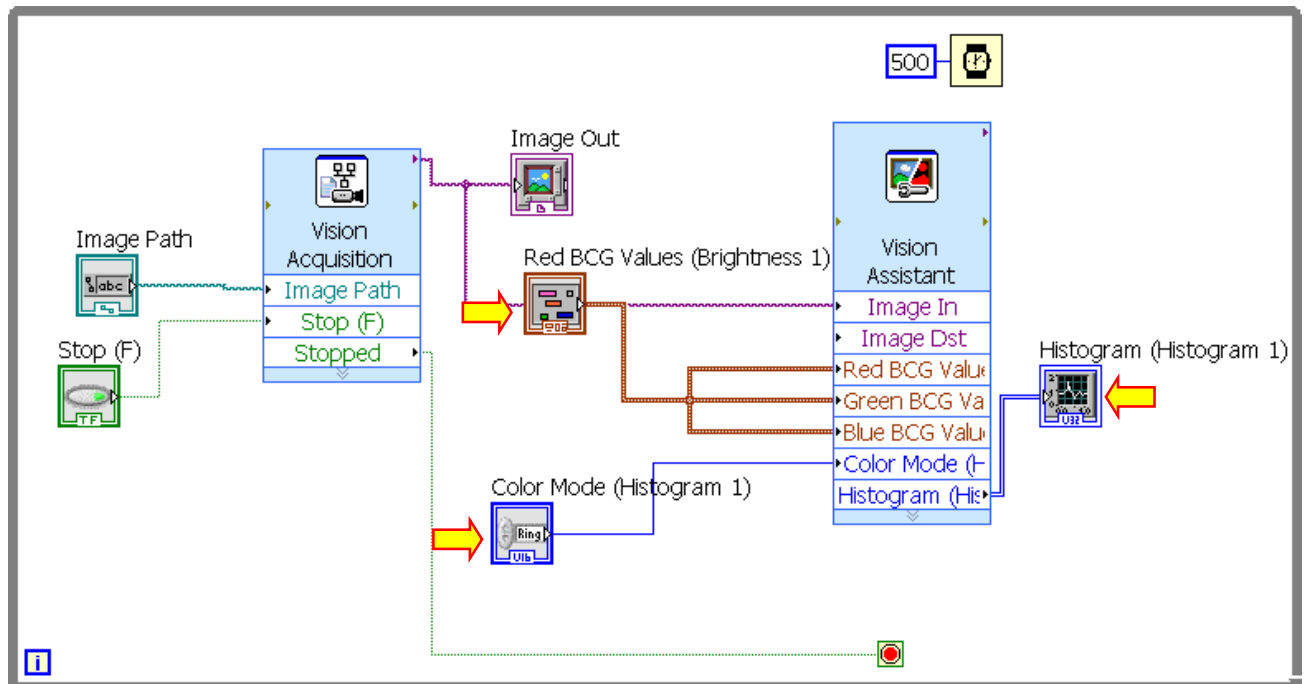 500
Image Out
Vision
Acquisition
Image Path
abc
Image Path
Stop (F)
Stopped
Stop (F)
TF
Red BCG Values (Brightness 1)
Vision
Assistant
Image In
Image Dst
Red BCG Value
Green BCG Va
Blue BCG Valu
Color Mode (H
Histogram (His
Histogram (Histogram 1)
U32
Color Mode (Histogram 1)
Ring
U16
i